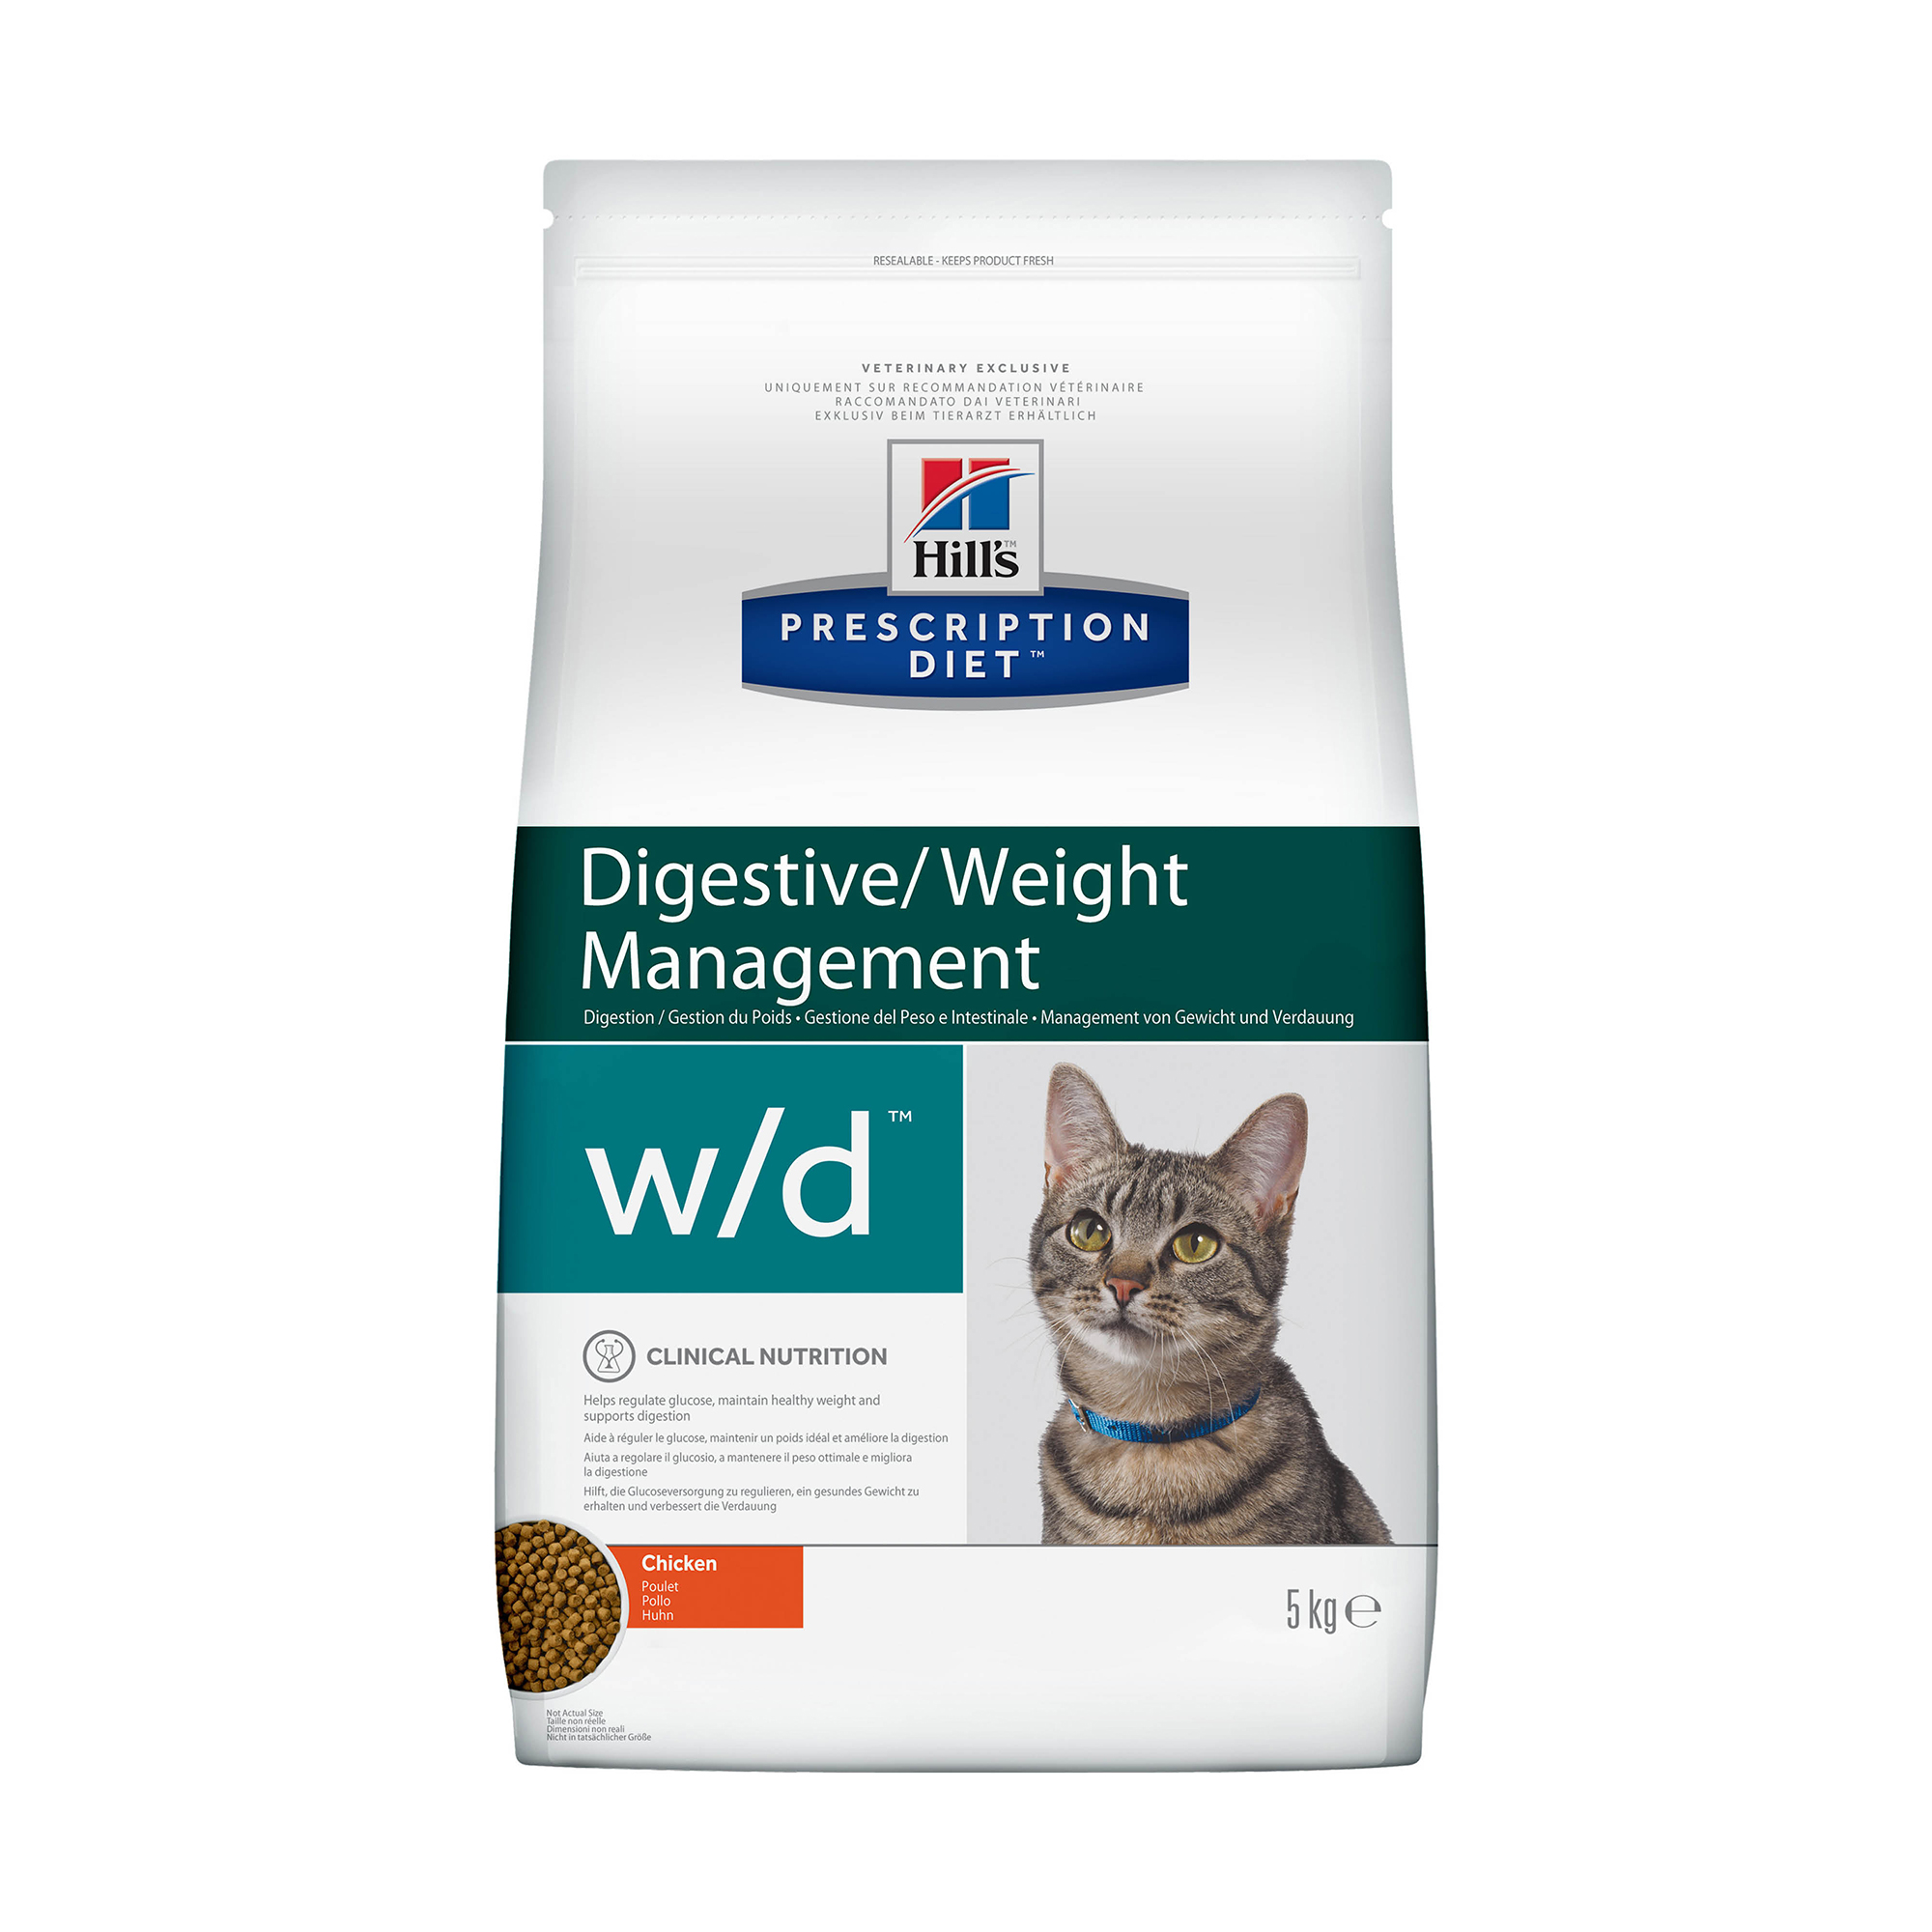 RESEALABLE - KEEPS PRODUCT FRESH
VETERINARY EXCLUSIVE
UNIQUEMENT SUR RECOMMANDATION VÉTÉRINAIRE
RACCOMANDATO DAI VETERINARI
EXKLUSIV BEIM TIERARZT ERHÄLTLICH
Hill's™
PRESCRIPTION
DIET™
Digestive/Weight
Management
Digestion / Gestion du Poids • Gestione del Peso e Intestinale • Management von Gewicht und Verdauung
w/d™
CLINICAL NUTRITION
Helps regulate glucose, maintain healthy weight and
supports digestion
Aide à réguler le glucose, maintenir un poids idéal et améliore la digestion
Aiuta a regolare il glucosio, a mantenere il peso ottimale e migliora
la digestione
Hilft, die Glucoseversorgung zu regulieren, ein gesundes Gewicht zu
erhalten und verbessert die Verdauung
Chicken
Poulet
Pollo
Huhn
5 kg ℮
Not Actual Size
Taille non réelle
Dimensioni non reali
Nicht in tatsächlicher Größe